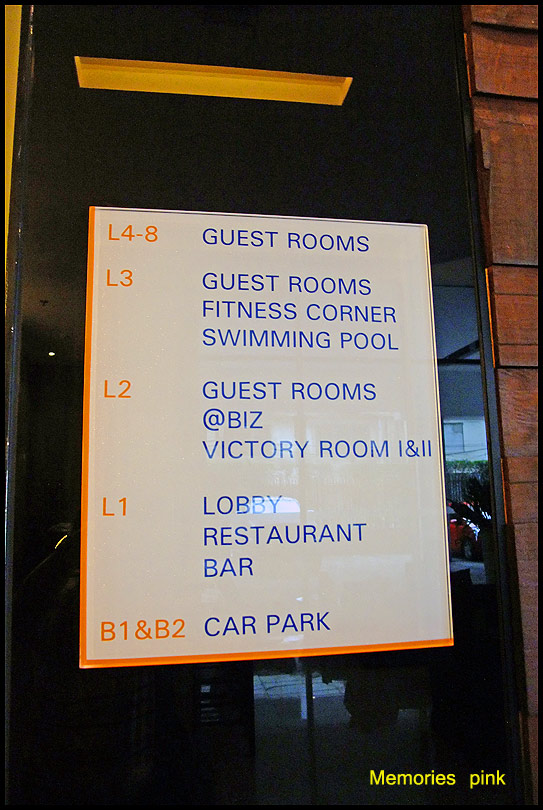 L4-8 GUEST ROOMS
L3 GUEST ROOMS
FITNESS CORNER
SWIMMING POOL
L2 GUEST ROOMS
@BIZ
VICTORY ROOM I&II
L1 LOBBY
RESTAURANT
BAR
B1&B2 CAR PARK
Memories pink